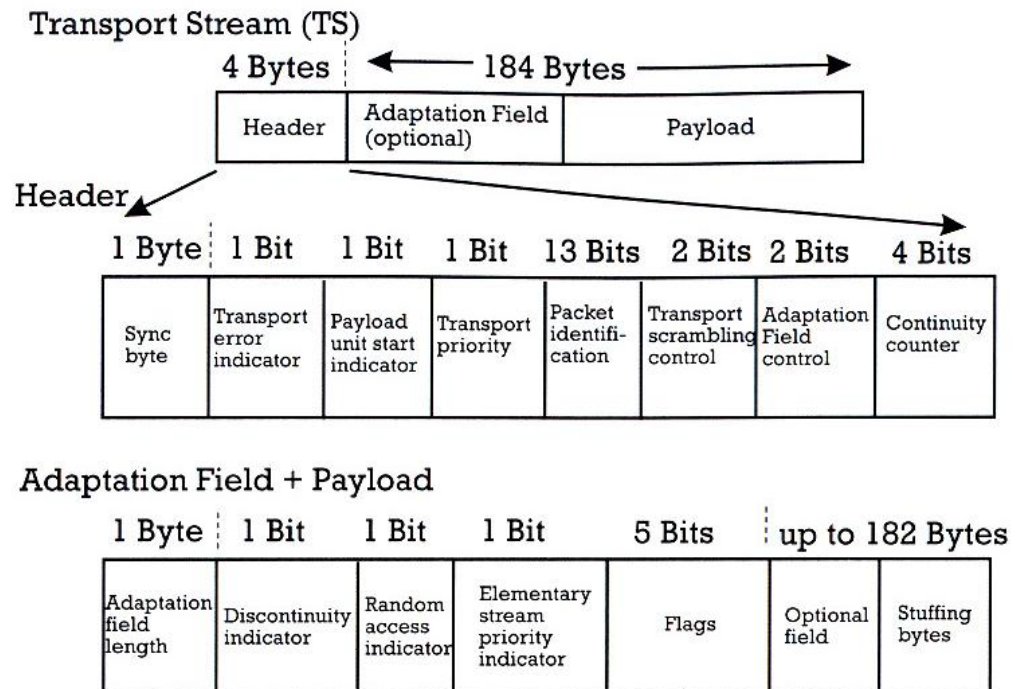 Transport Stream (TS)
4 Bytes
184 Bytes
Header
Adaptation Field
(optional)
Payload
Header
1 Byte 1 Bit 1 Bit 1 Bit 13 Bits 2 Bits 2 Bits 4 Bits
Sync
byte
Transport
error
indicator
Payload
unit start
indicator
Transport
priority
Packet
identifi-
cation
Transport
scrambling
control
Adaptation
Field
control
Continuity
counter
Adaptation Field + Payload
1 Byte 1 Bit 1 Bit 1 Bit 5 Bits up to 182 Bytes
Adaptation
field
length
Discontinuity
indicator
Random
access
indicator
Elementary
stream
priority
indicator
Flags
Optional
field
Stuffing
bytes